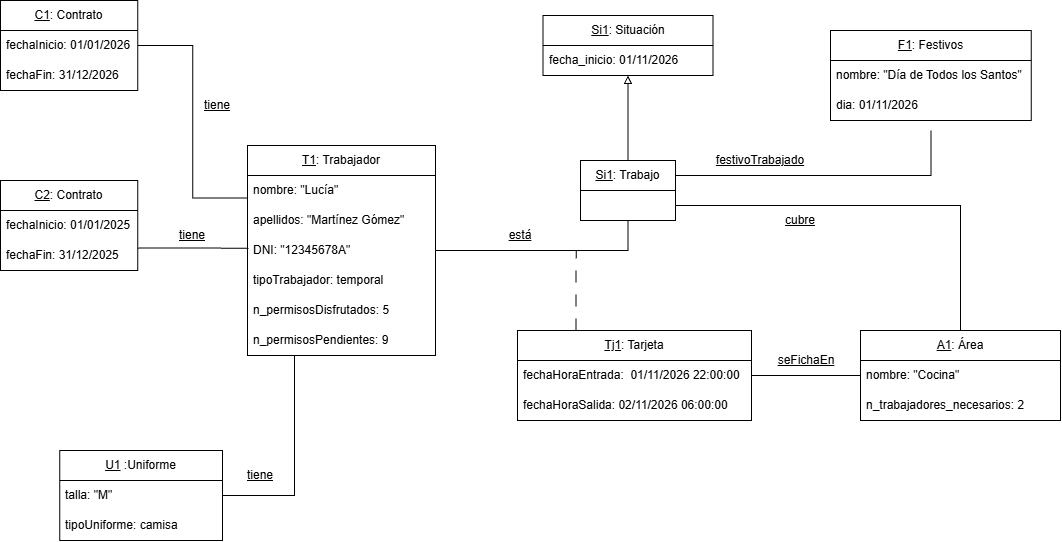 C1: Contrato
fechaInicio: 01/01/2026
fechaFin: 31/12/2026
tiene
Si1: Situación
fecha_inicio: 01/11/2026
F1: Festivos
nombre: "Día de Todos los Santos"
dia: 01/11/2026
festivoTrabajado
T1: Trabajador
nombre: "Lucía"
apellidos: "Martínez Gómez"
DNI: "12345678A"
tipoTrabajador: temporal
n_permisosDisfrutados: 5
n_permisosPendientes: 9
Si1: Trabajo
C2: Contrato
fechaInicio: 01/01/2025
fechaFin: 31/12/2025
tiene
está
cubre
Tj1: Tarjeta
fechaHoraEntrada:  01/11/2026 22:00:00
fechaHoraSalida: 02/11/2026 06:00:00
seFichaEn
A1: Área
nombre: "Cocina"
n_trabajadores_necesarios: 2
U1 :Uniforme
talla: "M"
tipoUniforme: camisa
tiene